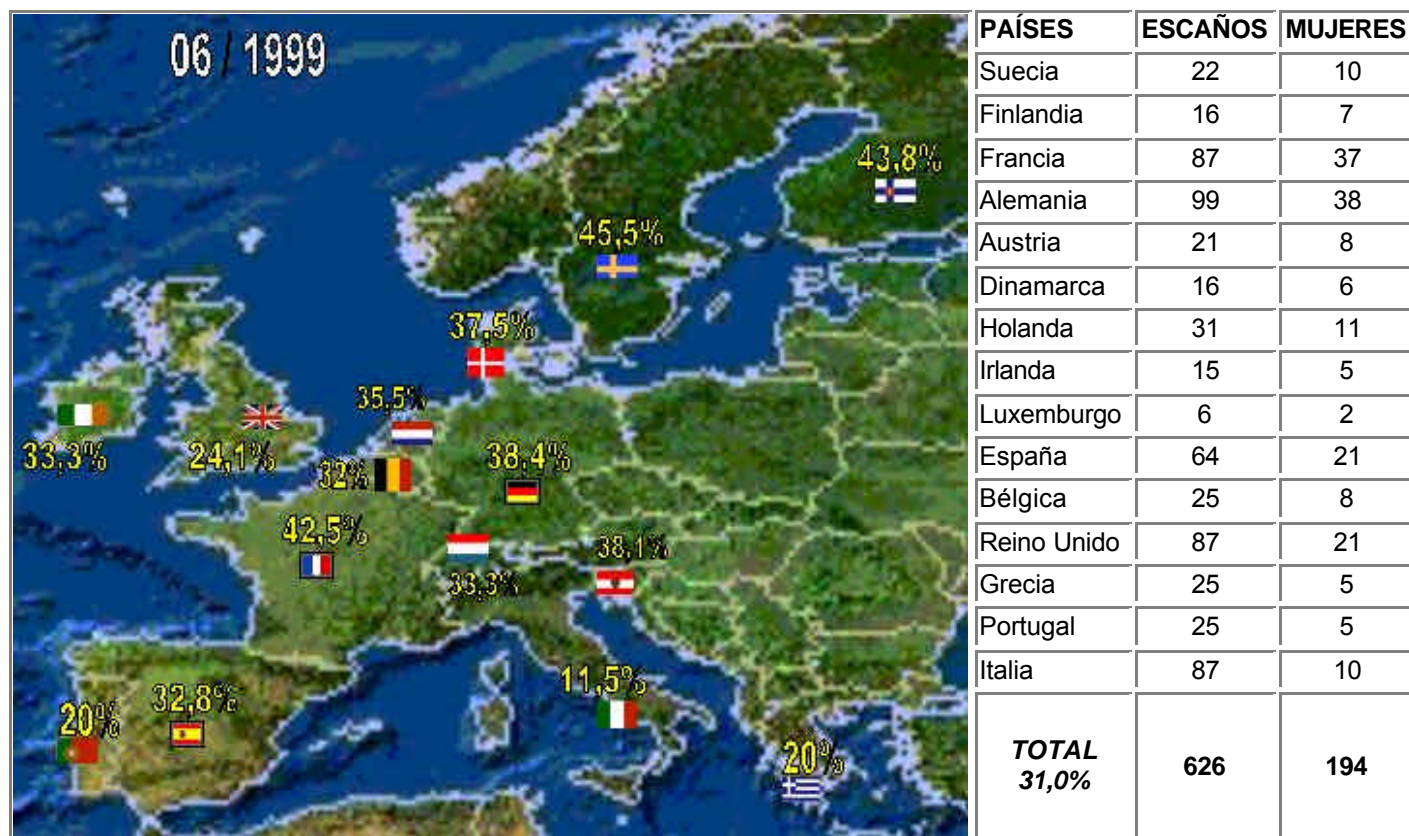 06 / 1999
43,8%
45,5%
37,5%
35,5%
33,3%
24,1%
32%
38,4%
42,5%
38,1%
33,3%
11,5%
32,8%
20%
20%
PAÍSES ESCAÑOS MUJERES
Suecia 22 10
Finlandia 16 7
Francia 87 37
Alemania 99 38
Austria 21 8
Dinamarca 16 6
Holanda 31 11
Irlanda 15 5
Luxemburgo 6 2
España 64 21
Bélgica 25 8
Reino Unido 87 21
Grecia 25 5
Portugal 25 5
Italia 87 10
TOTAL
31,0% 626 194